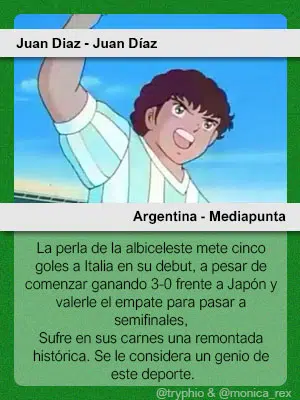 Juan Diaz - Juan Díaz
Argentina - Mediapunta
La perla de la albiceleste mete cinco
goles a Italia en su debut, a pesar de
comenzar ganando 3-0 frente a Japón y
valerle el empate para pasar a
semifinales,
Sufre en sus carnes una remontada
histórica. Se le considera un genio de
este deporte.
@tryphio & @monica_rex